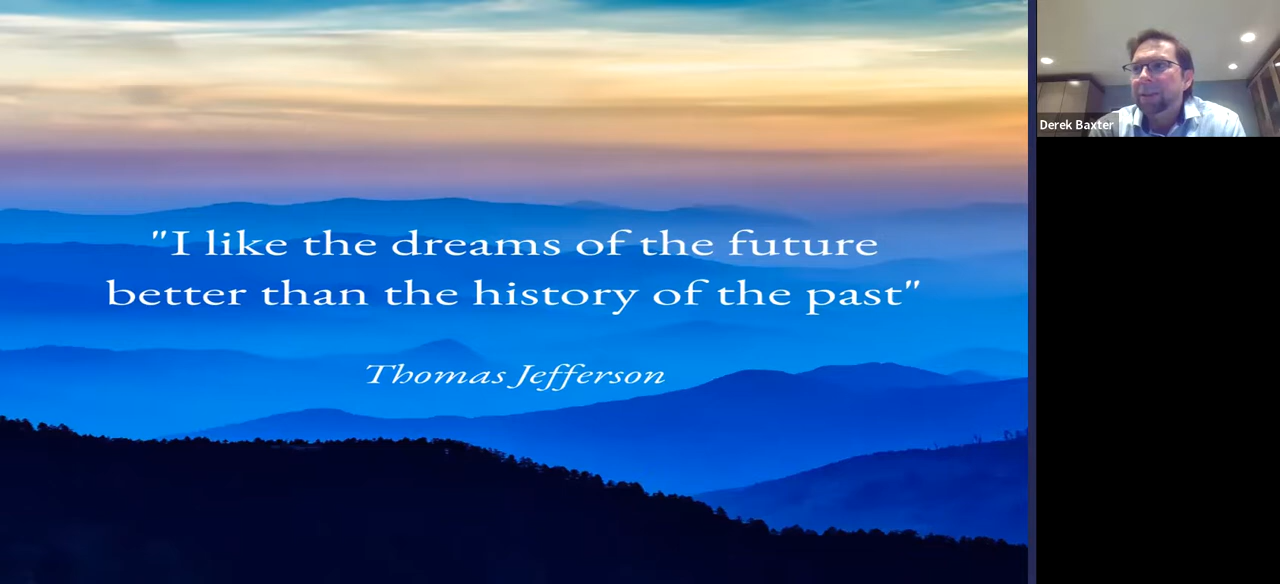 "I like the dreams of the future
better than the history of the past"
Thomas Jefferson
Derek Baxter